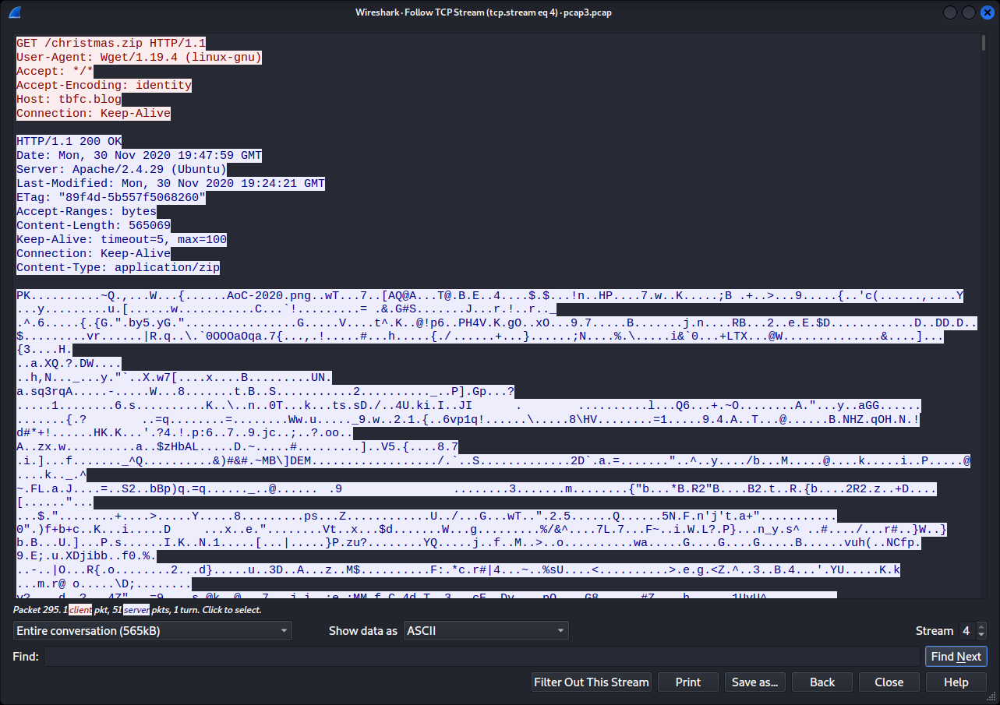 Wireshark · Follow TCP Stream (tcp.stream eq 4) · pcap3.pcap
GET /christmas.zip HTTP/1.1
User-Agent: Wget/1.19.4 (linux-gnu)
Accept: */*
Accept-Encoding: identity
Host: tbfc.blog
Connection: Keep-Alive
HTTP/1.1 200 OK
Date: Mon, 30 Nov 2020 19:47:59 GMT
Server: Apache/2.4.29 (Ubuntu)
Last-Modified: Mon, 30 Nov 2020 19:24:21 GMT
ETag: "89f4d-5b557f5068260"
Accept-Ranges: bytes
Content-Length: 565069
Keep-Alive: timeout=5, max=100
Connection: Keep-Alive
Content-Type: application/zip
PK..........~Q.,...W...{......AoC-2020.png..wT...7..[AQ@A...T@.B.E..4....$.$...!n..HP....7.w..K.....;B .+..>...9.....{..'c(......,....Y
...y.........u.[......w...........C...`!.........= .&.G#S.......J...r.!..r.._
.^.6.....{.{G.".by5.yG."................G.....V....t^.K..@!p6..PH4V.K.gO..xO...9.7.....B.......j.n....RB...2..e.E.$D............D..DD.D..
$.........vr......|R.q..\.`0OOOaOqa.7{...,.!.....#...h.....{./......+...}......;N....%.\.....i&`0...+LTX...@W..............&....]...
{3....H.
..a.XQ.?.DW....
..h,N..._...y."`..X.w7[....x....B.........UN.
a.sq3rqA.....-.....W...8.......t.B..S...........2.........._..P].Gp...?
.....1........6.s..........K..\..n..0T...k...ts.sD./..4U.ki.I..JI      .        ..........l...Q6...+.~O........A."...y..aGG......
.......{.?        ..=q........=........Ww.u....._9.w..2.1.{..6vp1q!......\.....8\HV........=1.....9.4.A..T...@......B.NHZ.qOH.N.!
d#*+!......HK.K...'.?4.!.p:6..7..9.jc..;..?.oo..
A..zx.w..........a..$zHbAL.....D.~.....#.........]..V5.{....8.7
.i.]...f......._^Q..........&)#&#.~MB\]DEM................../.`..S.............2D`.a.=......."..^..y..../b...M.....@....k.....i..P.....@
....k.._.^
~.FL.a.J....=..S2..bBp)q.=q......_..@...... .9                ........3.......m........{"b...*B.R2"B....B2.t..R.{b....2R2.z..+D....
[......"...
...$."........+....>.....Y.....8.........ps...Z............U../...G...wT..".2.5......Q......5N.F.n'j't.a+"...........
0".)f+b+c..K...i.....D     ...x..e."........Vt..x...$d.......W...g.........%/&^....7L.7...F~..i.W.L?.P}...n_y.s^ ..#..../...r#..}W..}
b.B...U.]...P.s......I.K..N.1.....[...|.....}P.zu?........YQ.....j..f..M..>..o..........wa.....G....G....G.....B......vuh(..NCfp.
9.E;.u.XDjibb..f0.%.
..-..|O...R{.o........2...d}.....u..3D..A...z..M$..........F:.*c.r#|4...~..%sU....<..........>.e.g.<Z.^..3..B.4...'.YU.....K.k
...m.r@ o.....\D;........
Packet 295. 1 client pkt, 51 server pkts, 1 turn. Click to select.
Entire conversation (565kB)
Show data as ASCII
Stream 4
Find:
Find Next
Filter Out This Stream
Print
Save as...
Back
Close
Help